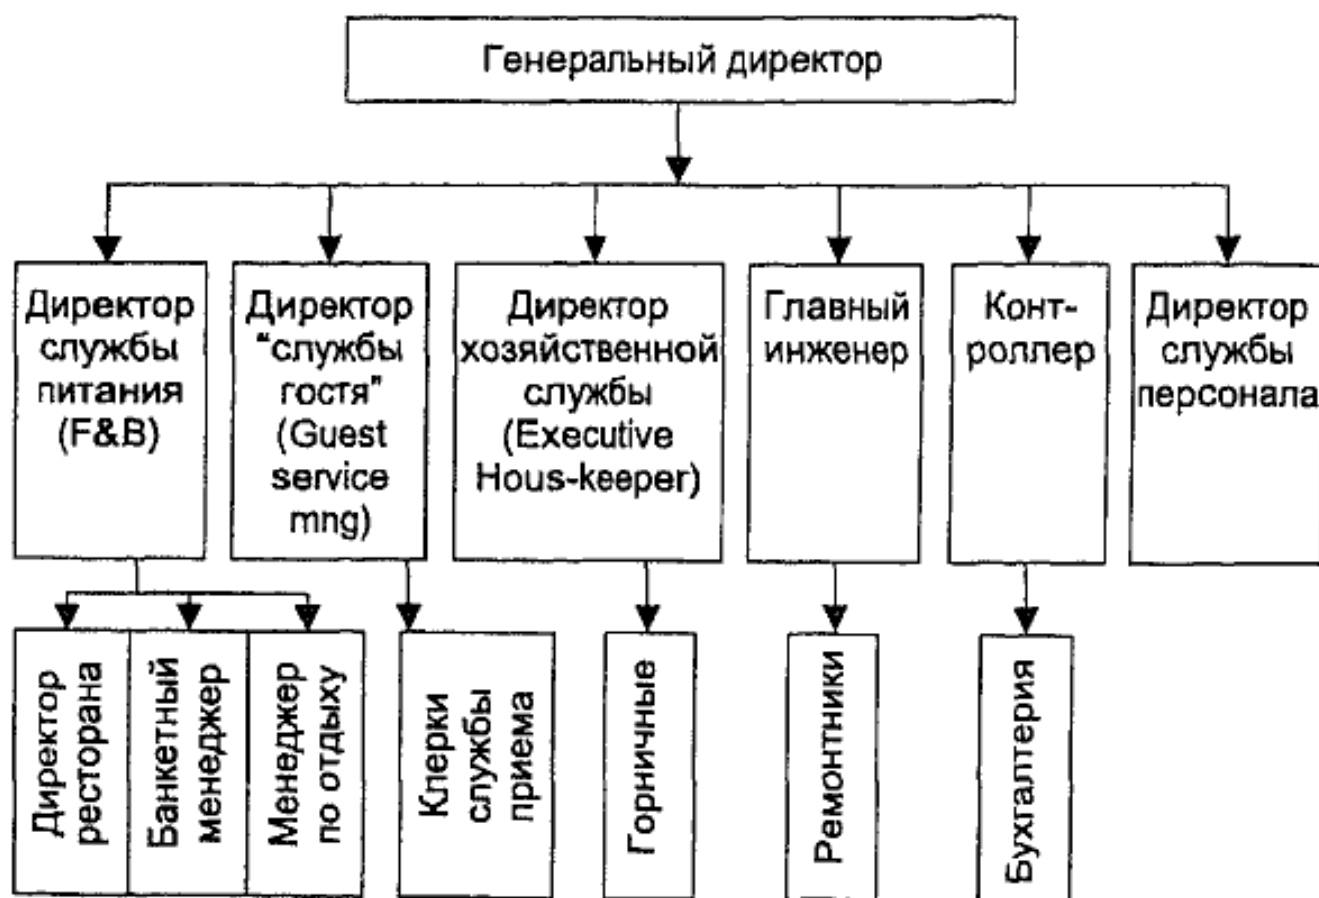 Генеральный директор
Директор
службы
питания
(F&B)
Директор
“службы
гостя”
(Guest
service
mng)
Директор
хозяйственной
службы
(Executive
Hous-keeper)
Главный
инженер
Конт-
роллер
Директор
службы
персонала
Директор
ресторана
Банкетный
менеджер
Менеджер
по отдыху
Клерки
службы
приема
Горничные
Ремонтники
Бухгалтерия